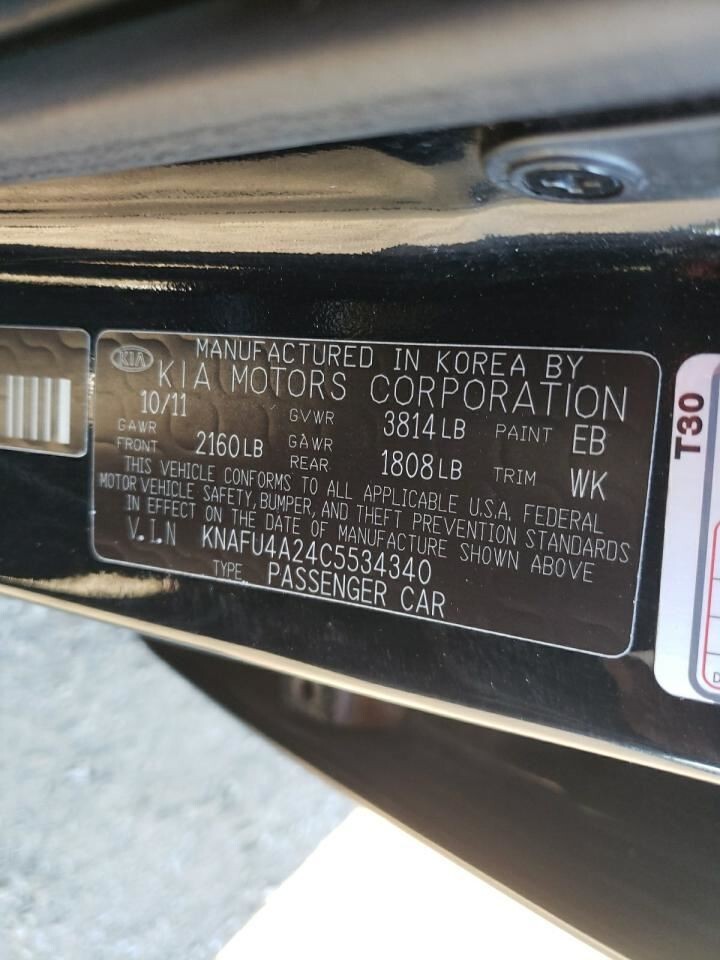 KIA
MANUFACTURED IN KOREA BY
KIA MOTORS CORPORATION
10/11 GVWR 3814LB PAINT EB
GAWR FRONT 2160LB GAWR REAR 1808LB TRIM WK
THIS VEHICLE CONFORMS TO ALL APPLICABLE U.S.A. FEDERAL
MOTOR VEHICLE SAFETY, BUMPER, AND THEFT PREVENTION STANDARDS
IN EFFECT ON THE DATE OF MANUFACTURE SHOWN ABOVE
V.I.N KNAFU4A24C5534340
TYPE. PASSENGER CAR
T30
D